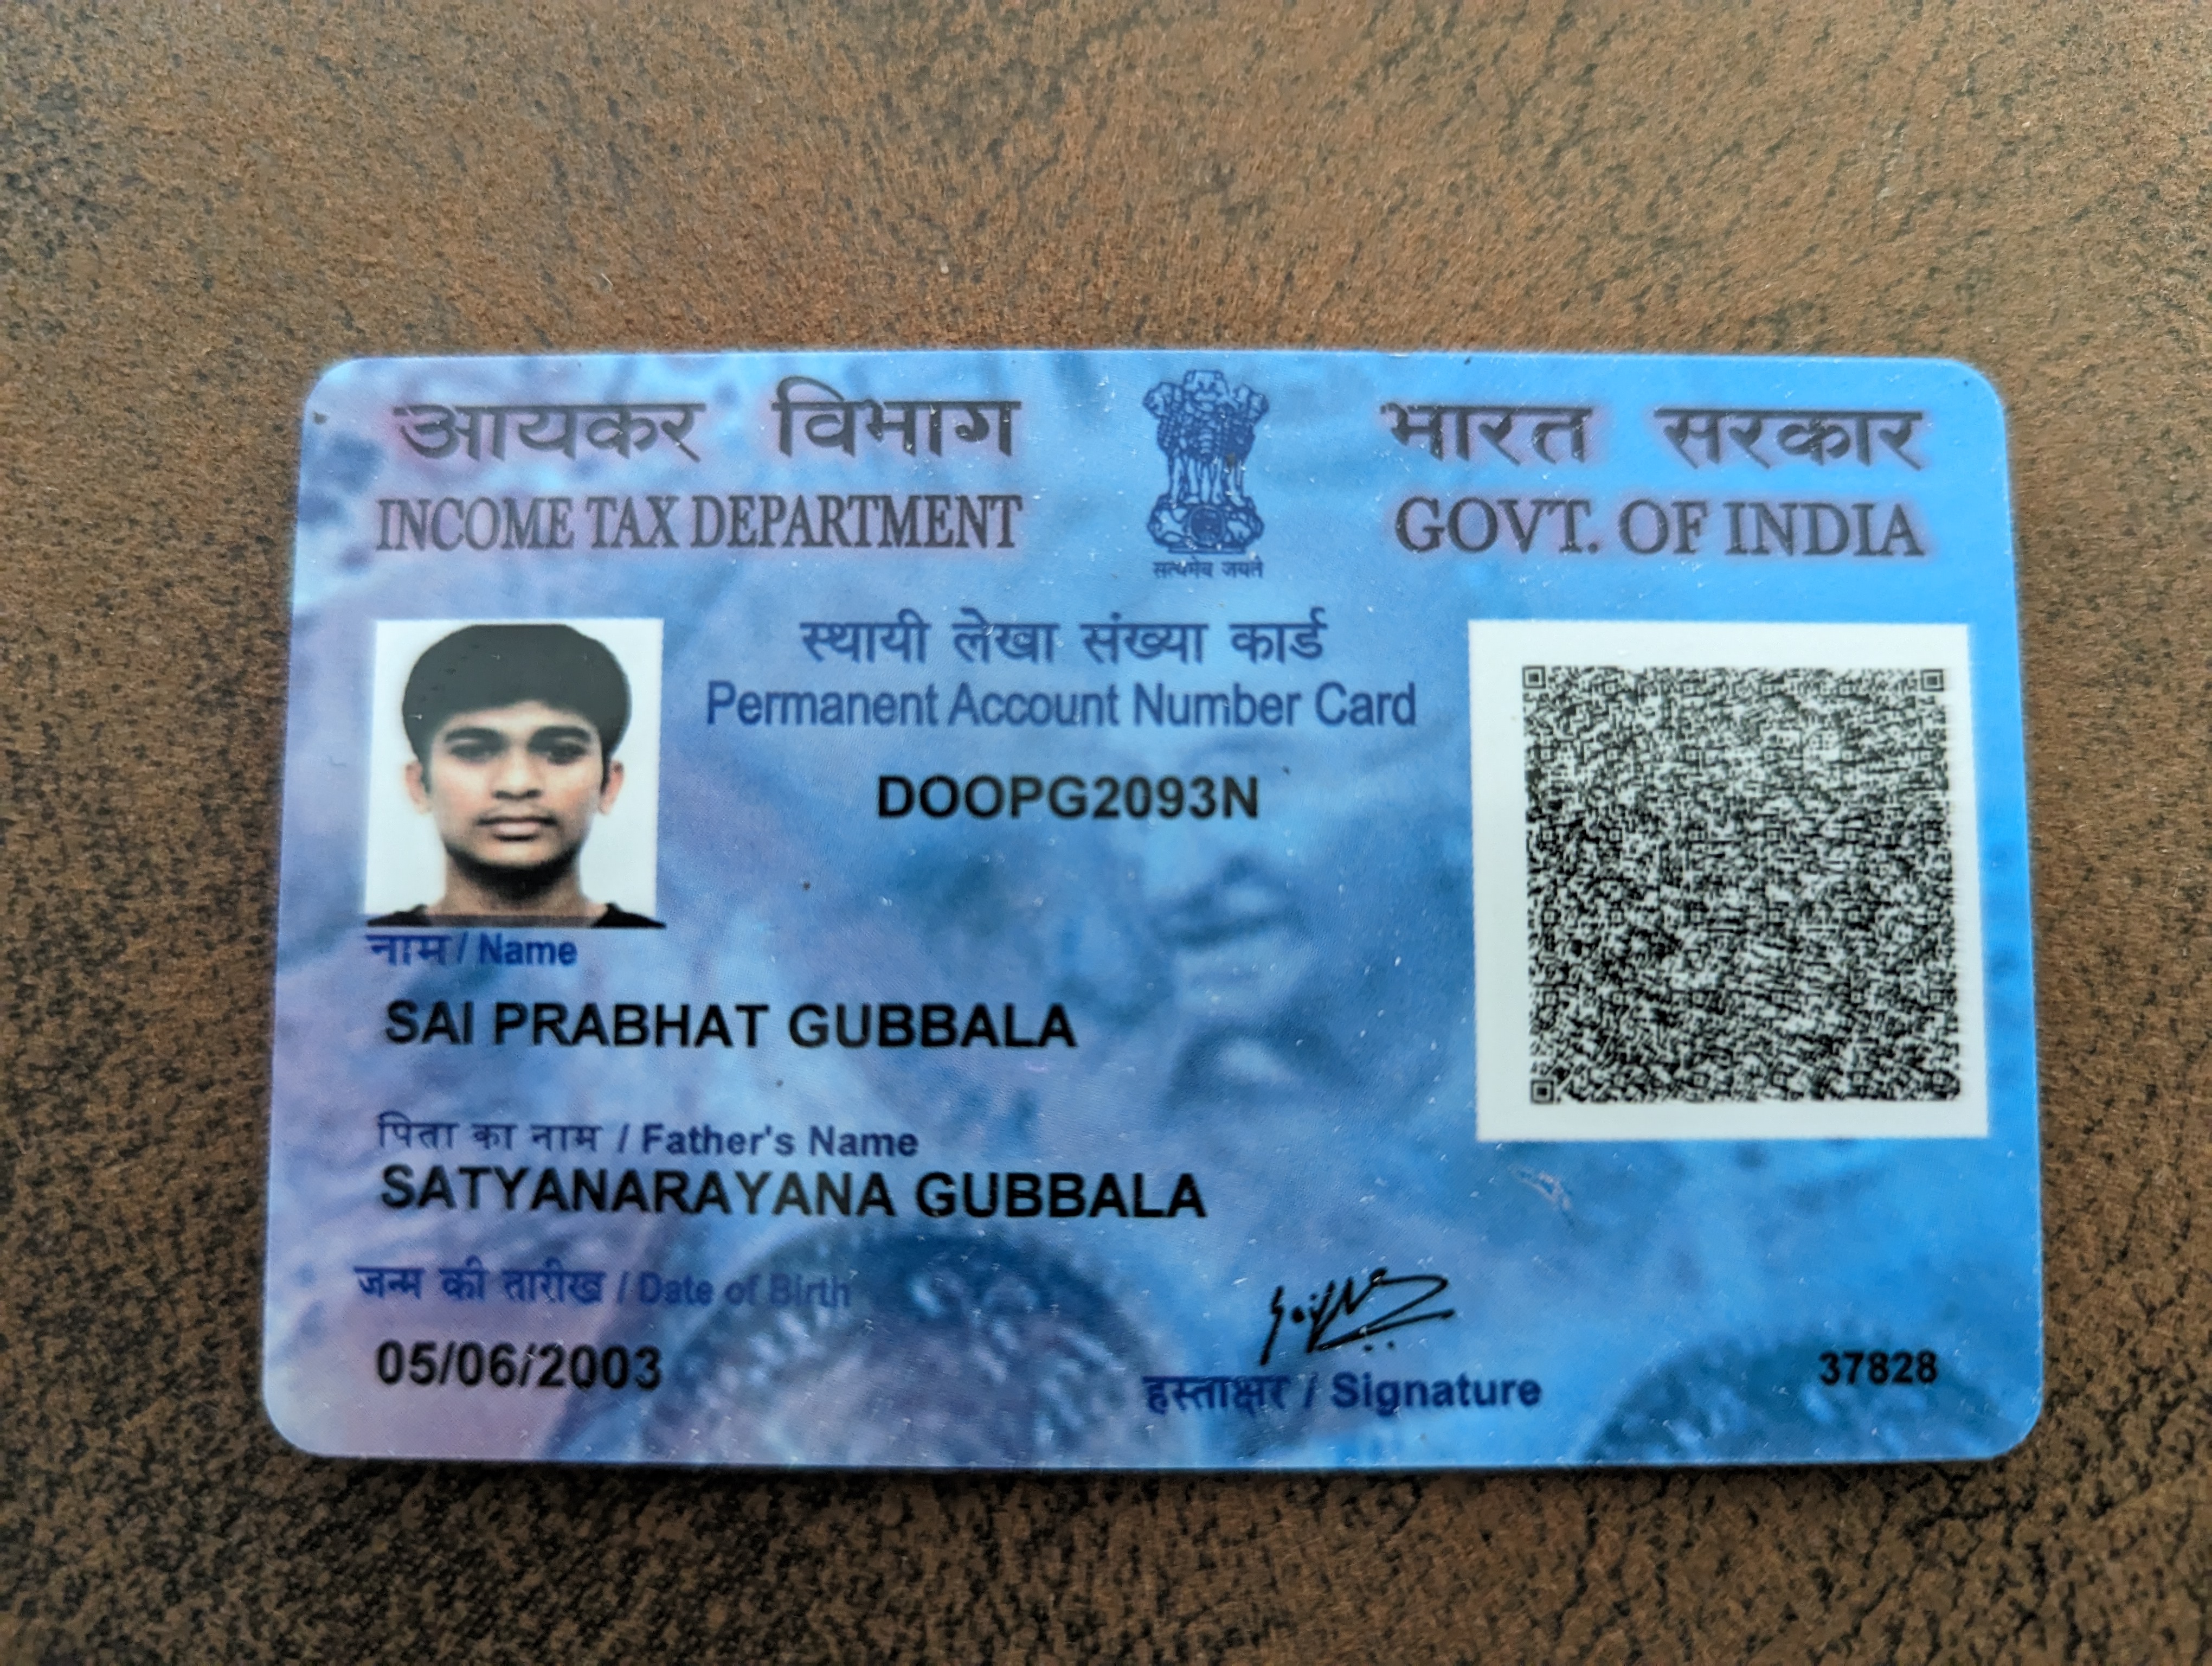 आयकर विभाग
INCOME TAX DEPARTMENT
सत्यमेव जयते
भारत सरकार
GOVT. OF INDIA
स्थायी लेखा संख्या कार्ड
Permanent Account Number Card
DOOPG2093N
नाम / Name
SAI PRABHAT GUBBALA
पिता का नाम / Father's Name
SATYANARAYANA GUBBALA
जन्म की तारीख / Date of Birth
05/06/2003
हस्ताक्षर / Signature
37828